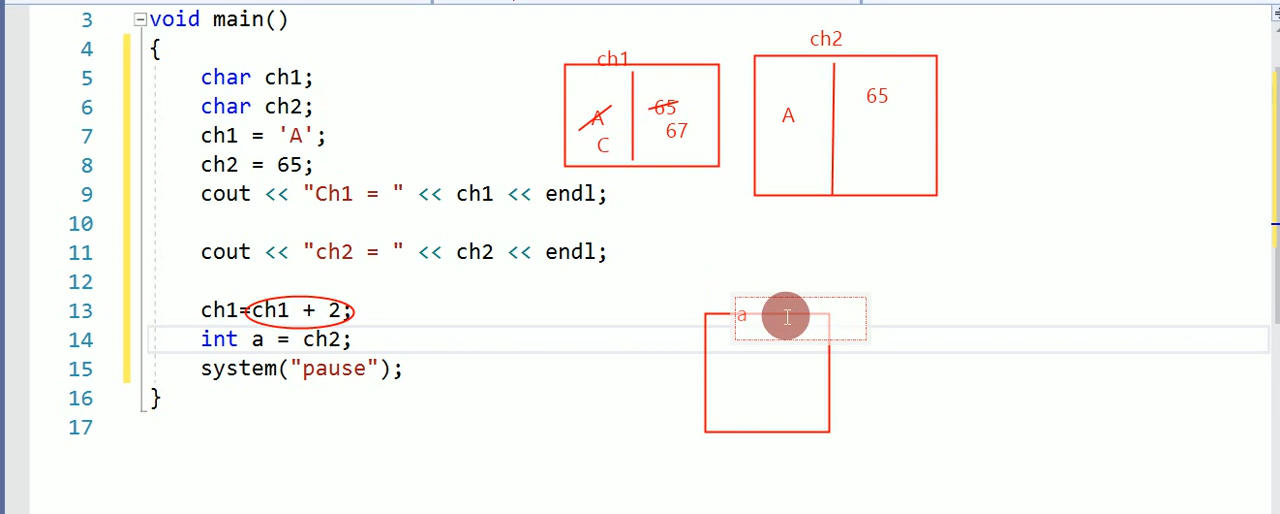 3 void main()
4 {
5 char ch1;
6 char ch2;
7 ch1 = 'A';
8 ch2 = 65;
9 cout << "Ch1 = " << ch1 << endl;
10
11 cout << "ch2 = " << ch2 << endl;
12
13 ch1=ch1 + 2;
14 int a = ch2;
15 system("pause");
16 }
17
ch1
A 65
C 67
ch2
A 65
a